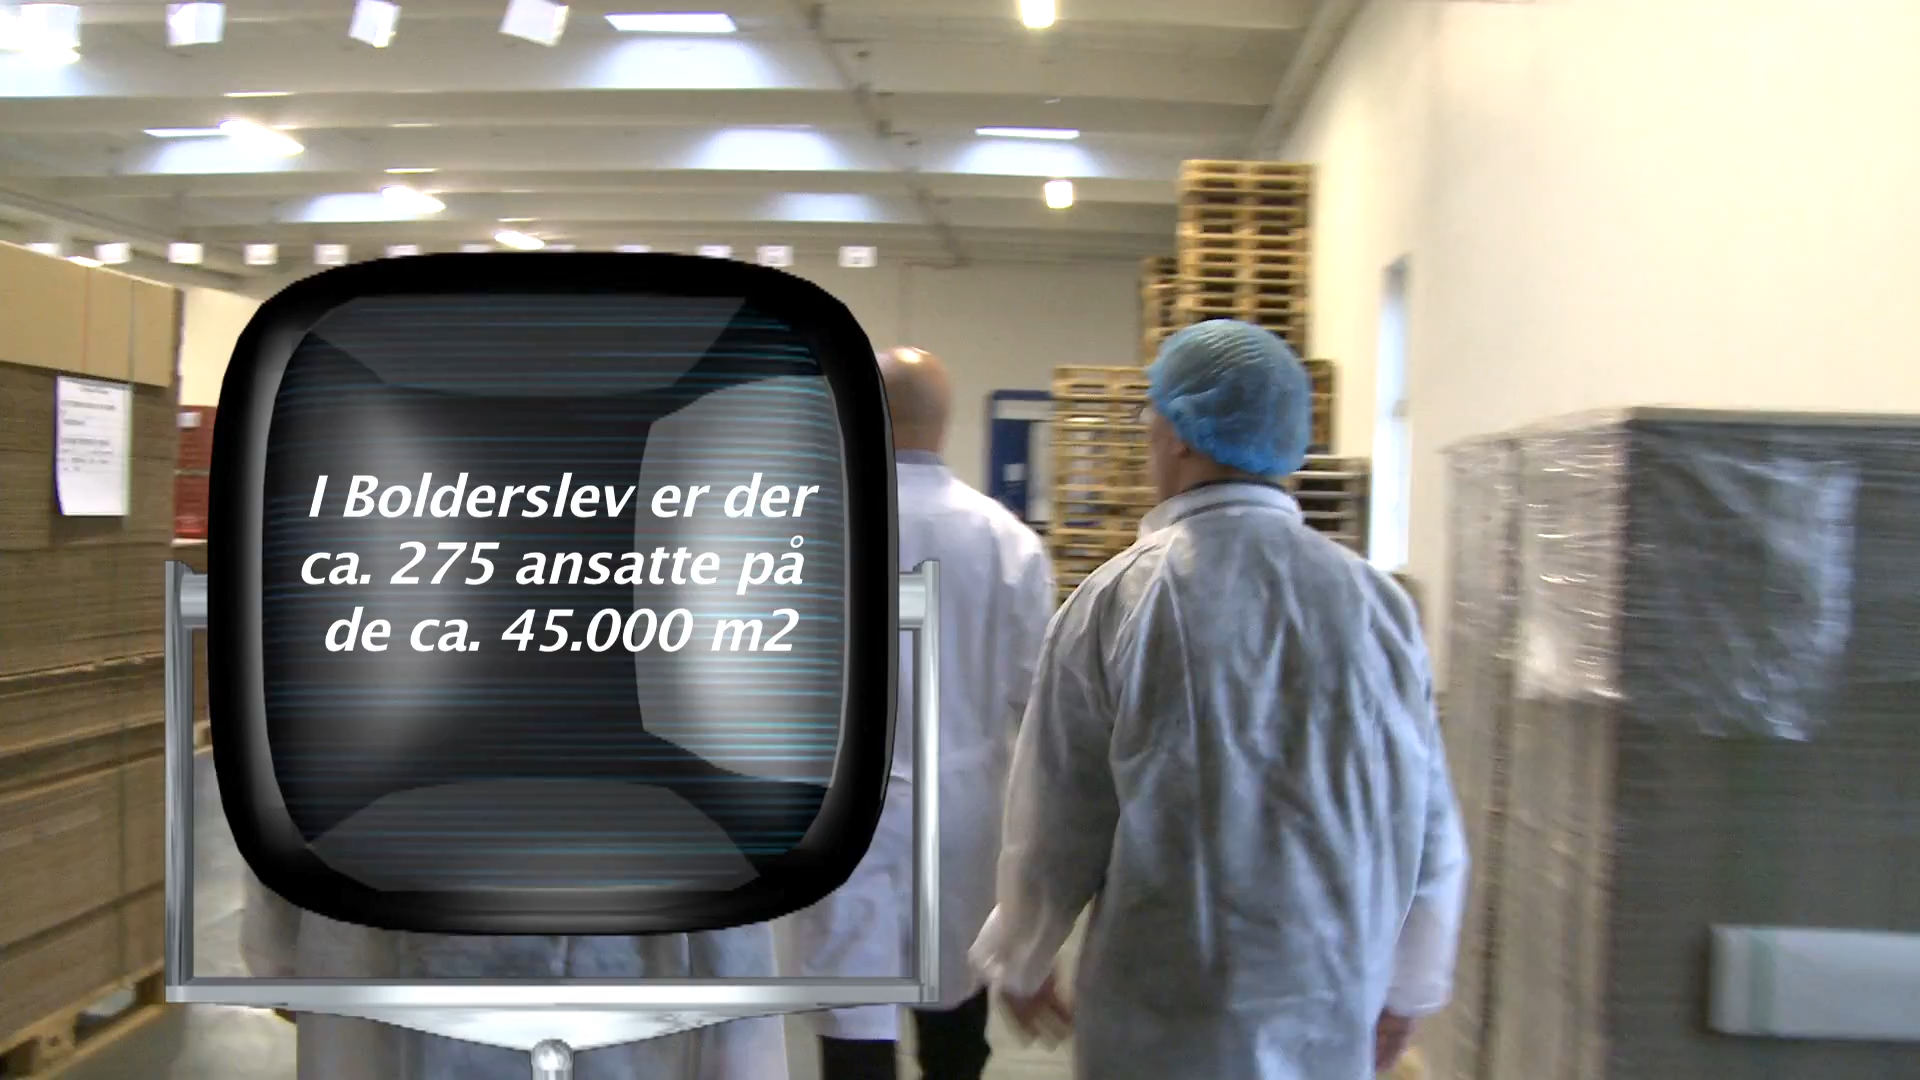 I Bolderslev er der
ca. 275 ansatte på
de ca. 45.000 m2